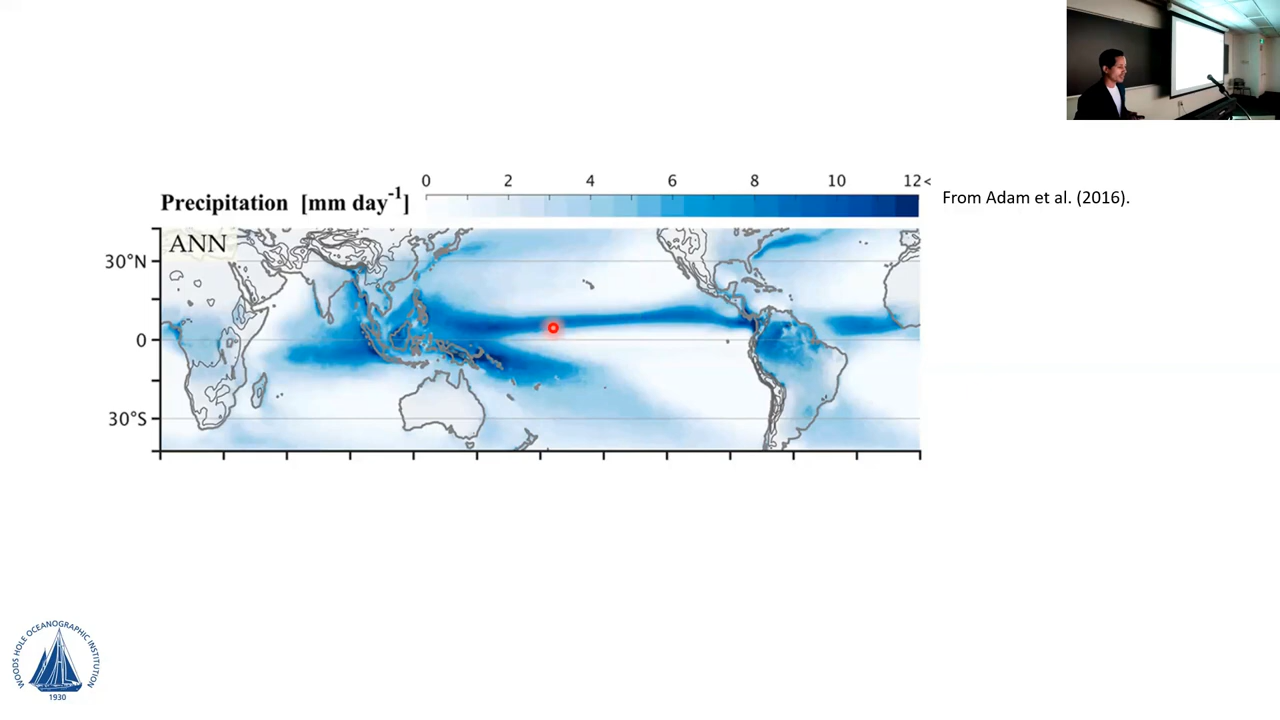 0 2 4 6 8 10 12<
Precipitation [mm day-1]
From Adam et al. (2016).
ANN
30°N
0
30°S
WOODS HOLE OCEANOGRAPHIC INSTITUTION
1930